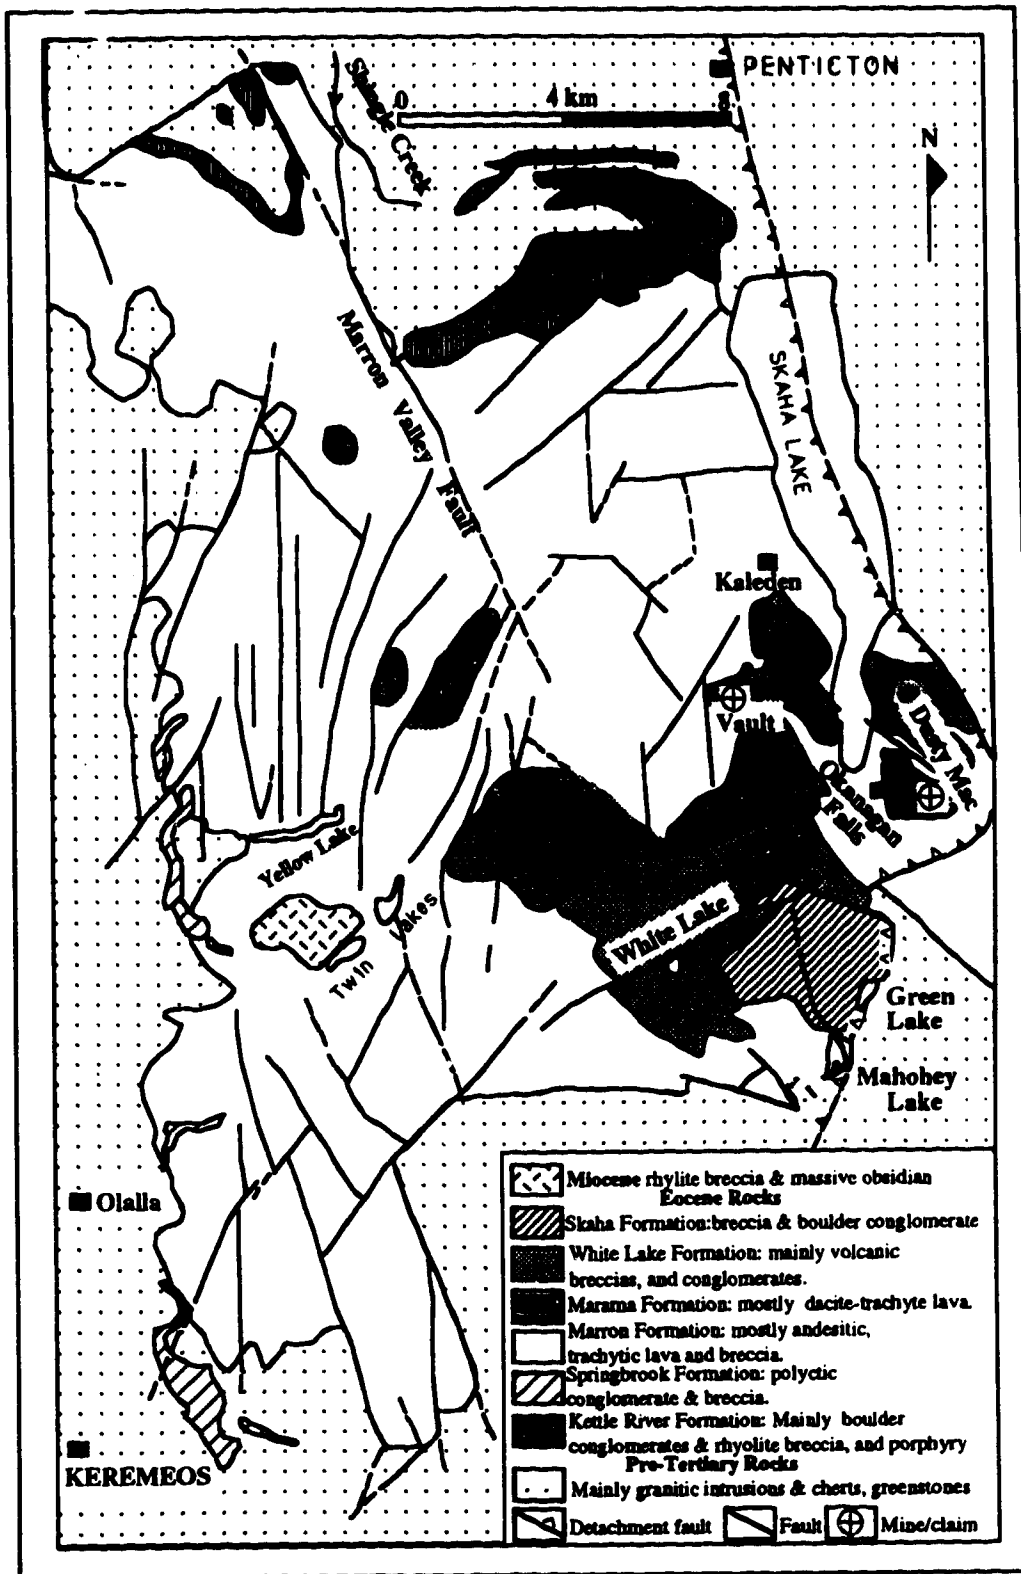 PENTICTON
Shingle Creek
0 4 km 8
N
Marron Valley Fault
SKAHA LAKE
Kaleden
Vault
Dusty Mac
Okanagan
Falls
Yellow Lake
Twin Lakes
White Lake
Green
Lake
Mahohey
Lake
Olalla
KEREMEOS
Miocene rhylite breccia & massive obsidian
Eocene Rocks
Skaha Formation:breccia & boulder conglomerate
White Lake Formation: mainly volcanic
breccias, and conglomerates.
Marama Formation: mostly dacite-trachyte lava.
Marron Formation: mostly andesitic,
trachytic lava and breccia.
Springbrook Formation: polyctic
conglomerate & breccia.
Kettle River Formation: Mainly boulder
conglomerates & rhyolite breccia, and porphyry
Pre-Tertiary Rocks
Mainly granitic intrusions & cherts, greenstones
Detachment fault Fault Mine/claim